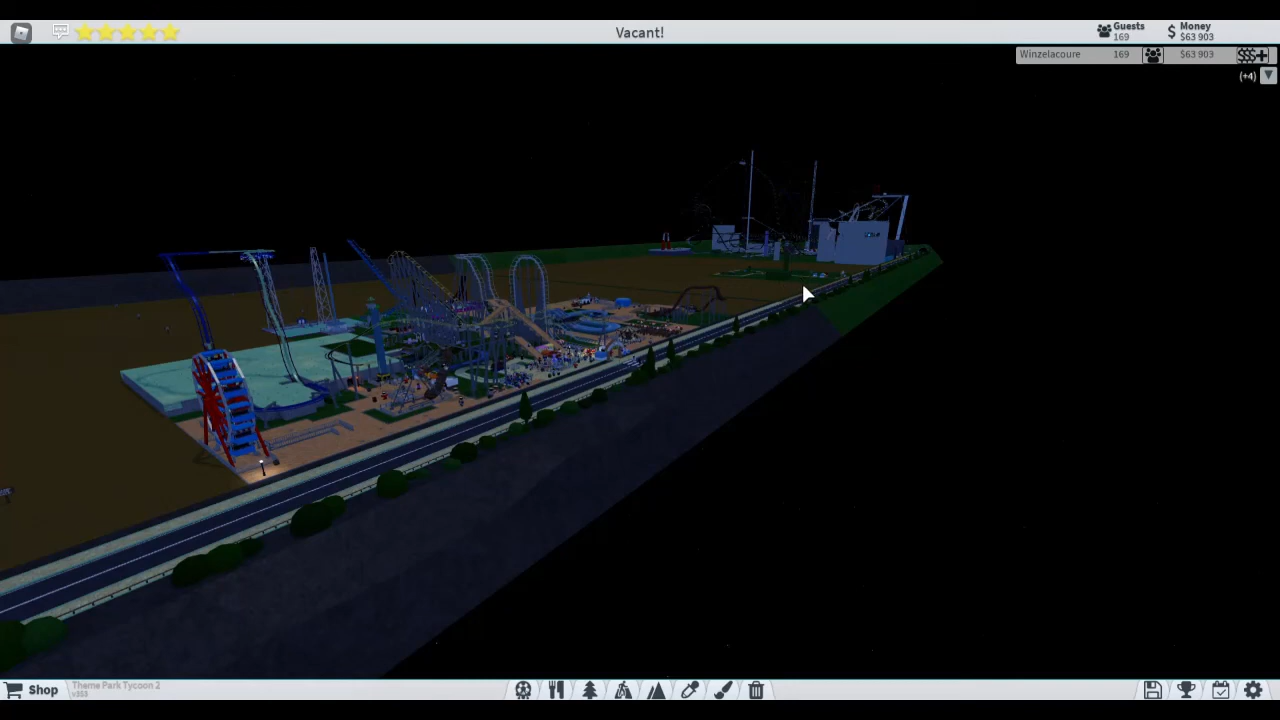 Vacant!
Guests
169
$ Money
$63 903
Winzelacoure 169 $63 903 $$$+
(+4)
Shop
Theme Park Tycoon 2
v$$$